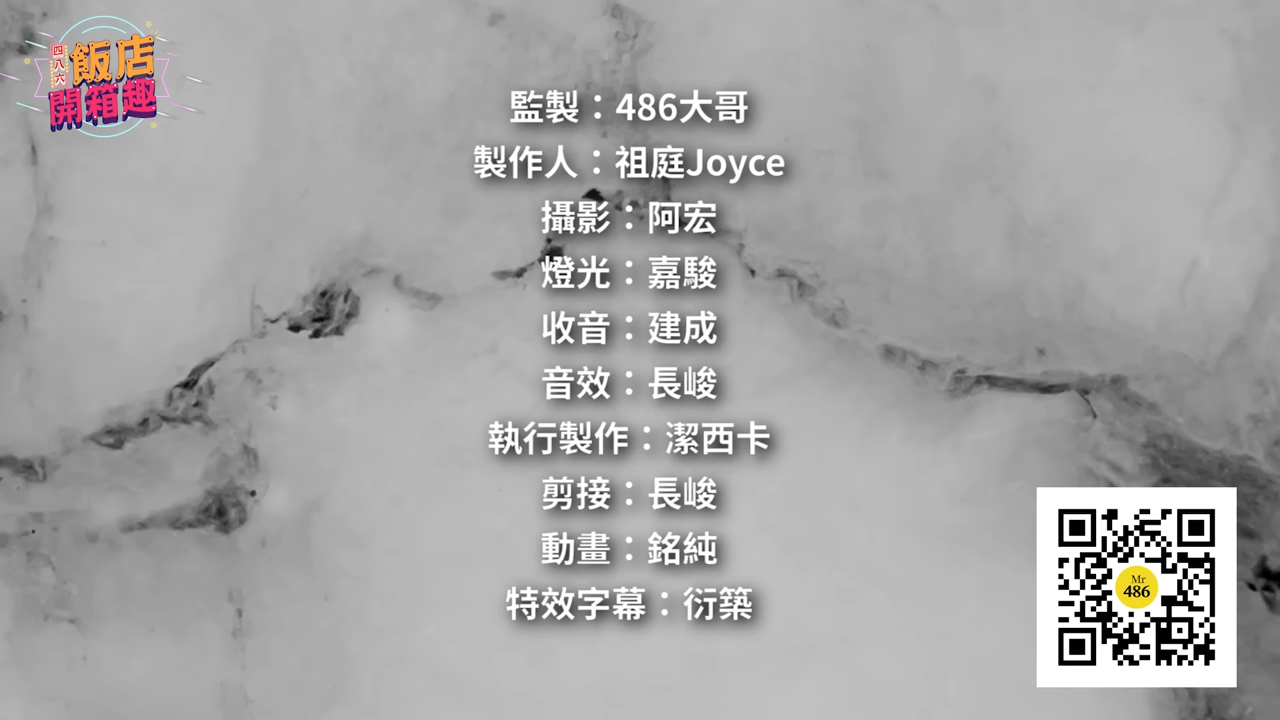 四八六
飯店
開箱趣
監製：486大哥
製作人：祖庭Joyce
攝影：阿宏
燈光：嘉駿
收音：建成
音效：長峻
執行製作：潔西卡
剪接：長峻
動畫：銘純
特效字幕：衍築
Mr
486